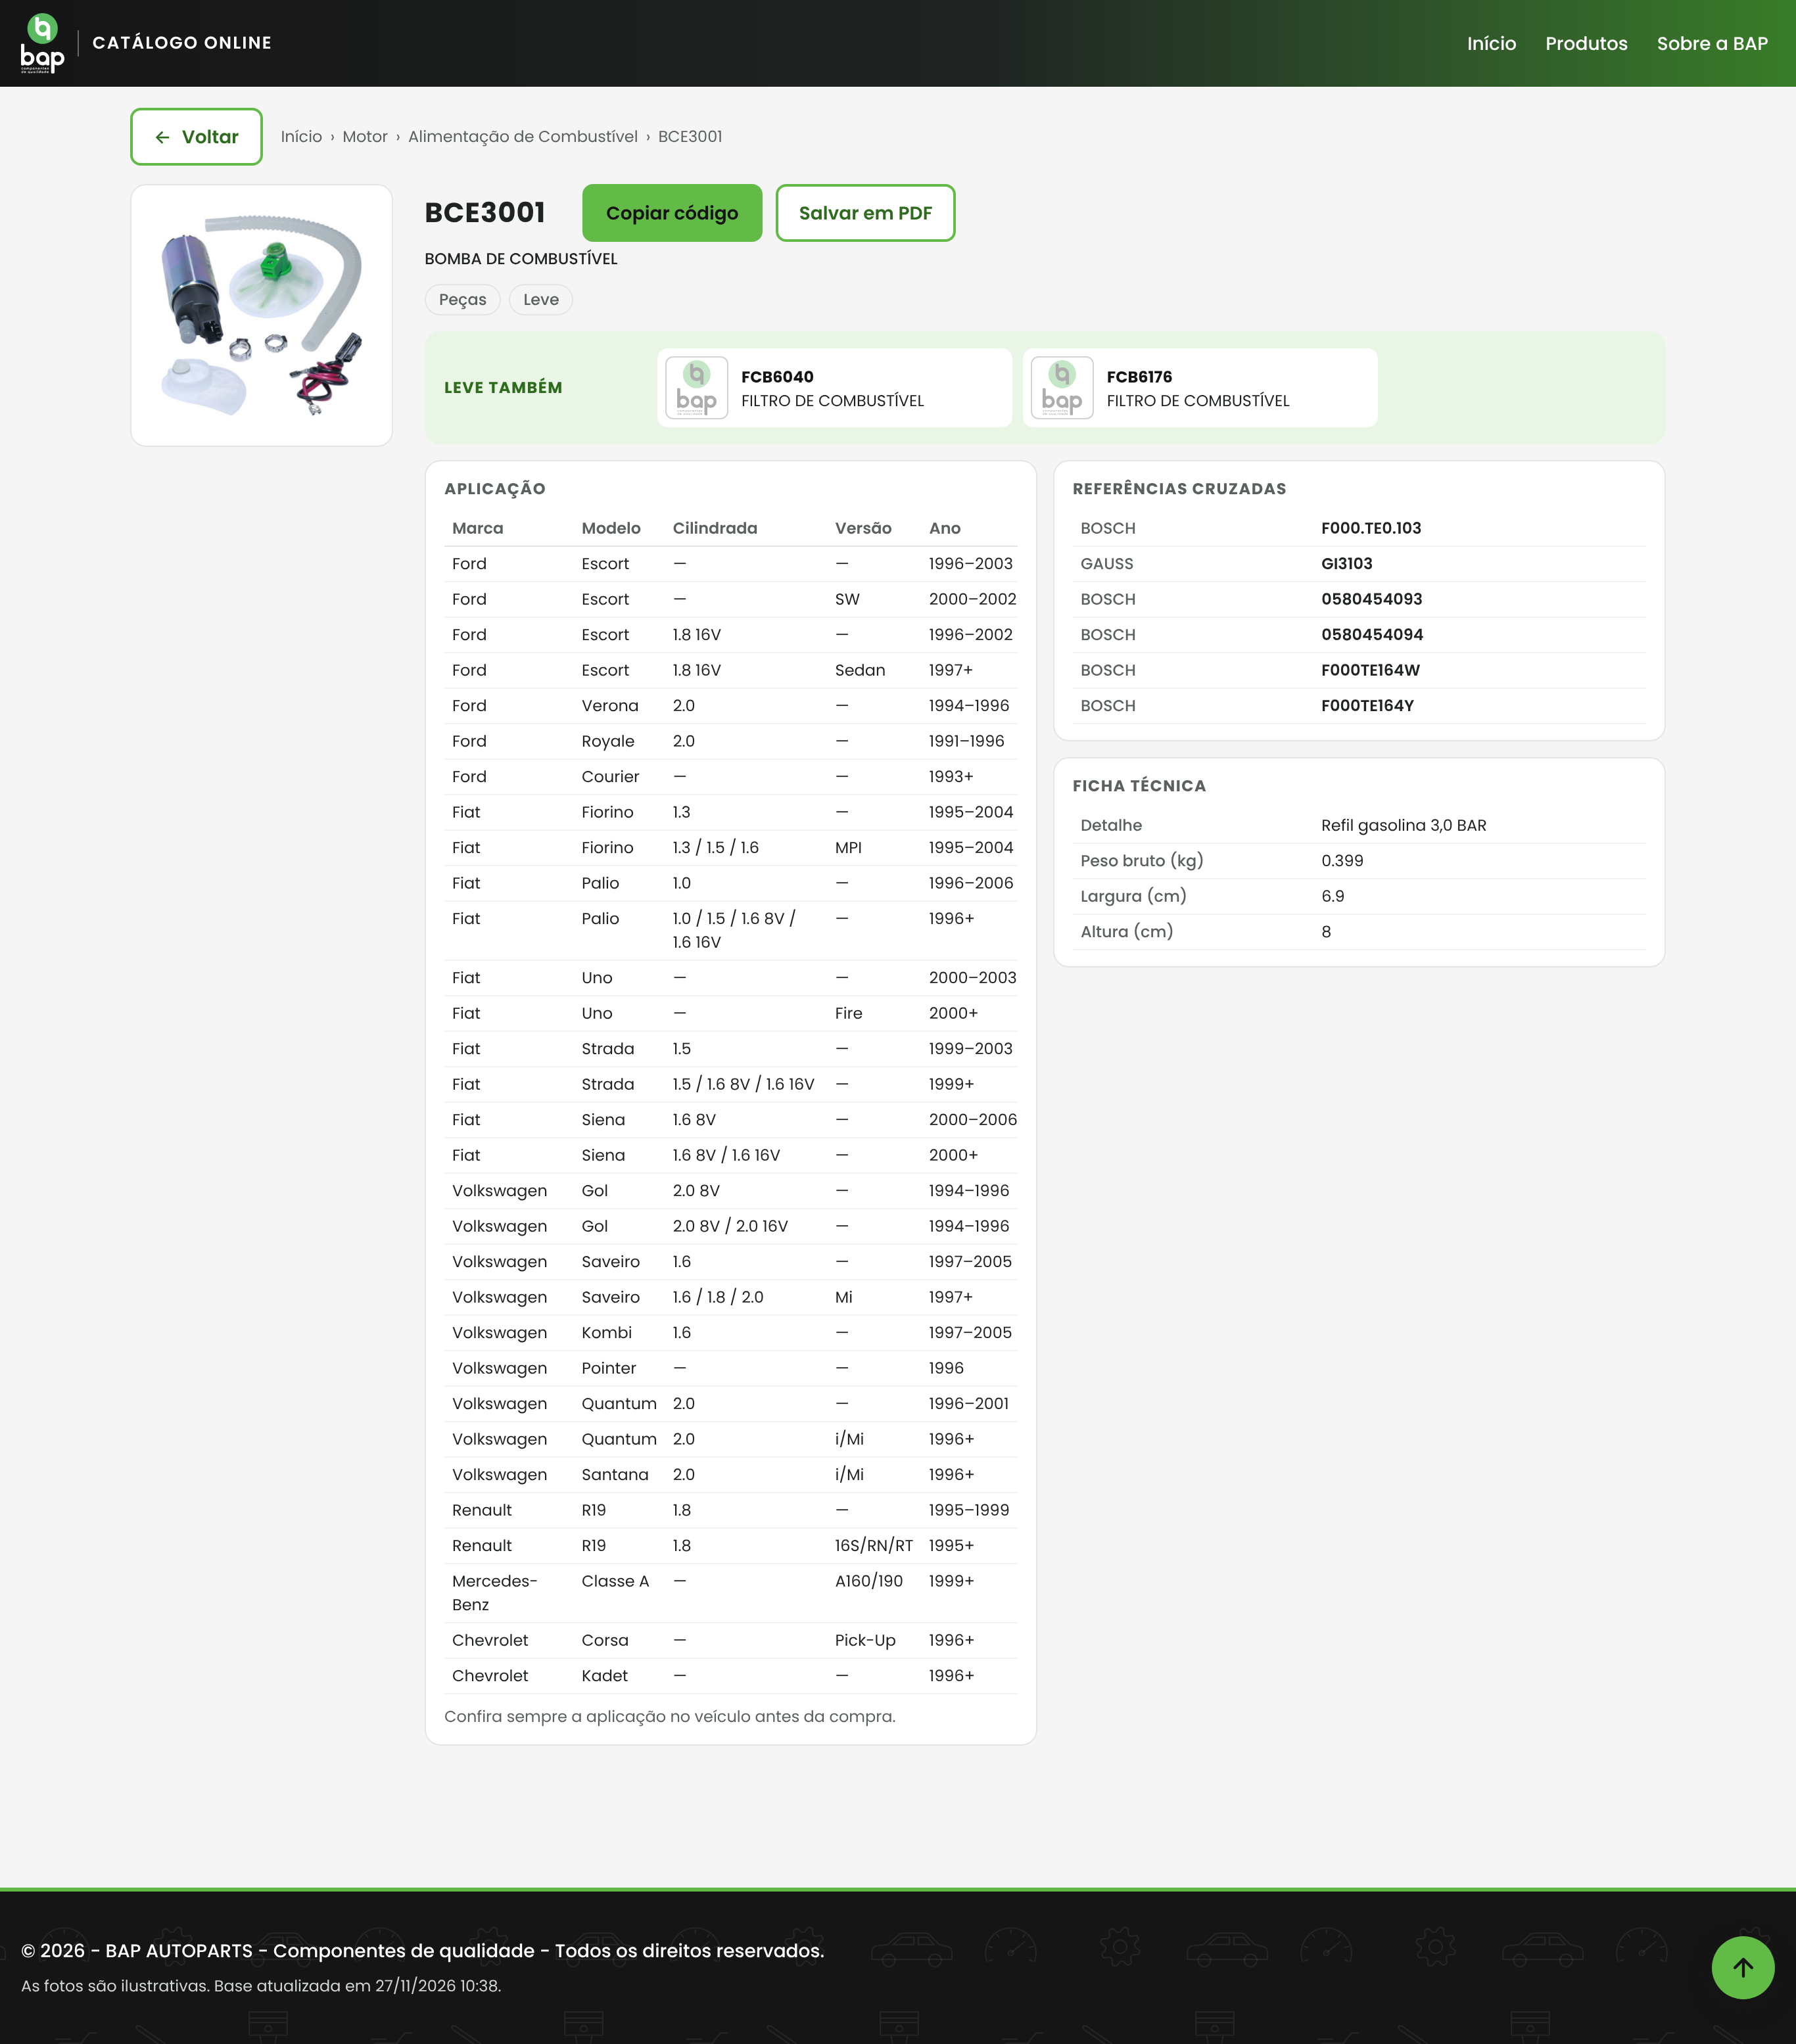 bap
CATÁLOGO ONLINE
Início Produtos Sobre a BAP
← Voltar
Início › Motor › Alimentação de Combustível › BCE3001
BCE3001
Copiar código
Salvar em PDF
BOMBA DE COMBUSTÍVEL
Peças Leve
LEVE TAMBÉM
bap
FCB6040
FILTRO DE COMBUSTÍVEL
bap
FCB6176
FILTRO DE COMBUSTÍVEL
APLICAÇÃO
Marca Modelo Cilindrada Versão Ano
Ford Escort — — 1996–2003
Ford Escort — SW 2000–2002
Ford Escort 1.8 16V — 1996–2002
Ford Escort 1.8 16V Sedan 1997+
Ford Verona 2.0 — 1994–1996
Ford Royale 2.0 — 1991–1996
Ford Courier — — 1993+
Fiat Fiorino 1.3 — 1995–2004
Fiat Fiorino 1.3 / 1.5 / 1.6 MPI 1995–2004
Fiat Palio 1.0 — 1996–2006
Fiat Palio 1.0 / 1.5 / 1.6 8V / — 1996+
1.6 16V
Fiat Uno — — 2000–2003
Fiat Uno — Fire 2000+
Fiat Strada 1.5 — 1999–2003
Fiat Strada 1.5 / 1.6 8V / 1.6 16V — 1999+
Fiat Siena 1.6 8V — 2000–2006
Fiat Siena 1.6 8V / 1.6 16V — 2000+
Volkswagen Gol 2.0 8V — 1994–1996
Volkswagen Gol 2.0 8V / 2.0 16V — 1994–1996
Volkswagen Saveiro 1.6 — 1997–2005
Volkswagen Saveiro 1.6 / 1.8 / 2.0 Mi 1997+
Volkswagen Kombi 1.6 — 1997–2005
Volkswagen Pointer — — 1996
Volkswagen Quantum 2.0 — 1996–2001
Volkswagen Quantum 2.0 i/Mi 1996+
Volkswagen Santana 2.0 i/Mi 1996+
Renault R19 1.8 — 1995–1999
Renault R19 1.8 16S/RN/RT 1995+
Mercedes- Classe A — A160/190 1999+
Benz
Chevrolet Corsa — Pick-Up 1996+
Chevrolet Kadet — — 1996+
Confira sempre a aplicação no veículo antes da compra.
REFERÊNCIAS CRUZADAS
BOSCH F000.TE0.103
GAUSS GI3103
BOSCH 0580454093
BOSCH 0580454094
BOSCH F000TE164W
BOSCH F000TE164Y
FICHA TÉCNICA
Detalhe Refil gasolina 3,0 BAR
Peso bruto (kg) 0.399
Largura (cm) 6.9
Altura (cm) 8
© 2026 - BAP AUTOPARTS - Componentes de qualidade - Todos os direitos reservados.
As fotos são ilustrativas. Base atualizada em 27/11/2026 10:38.